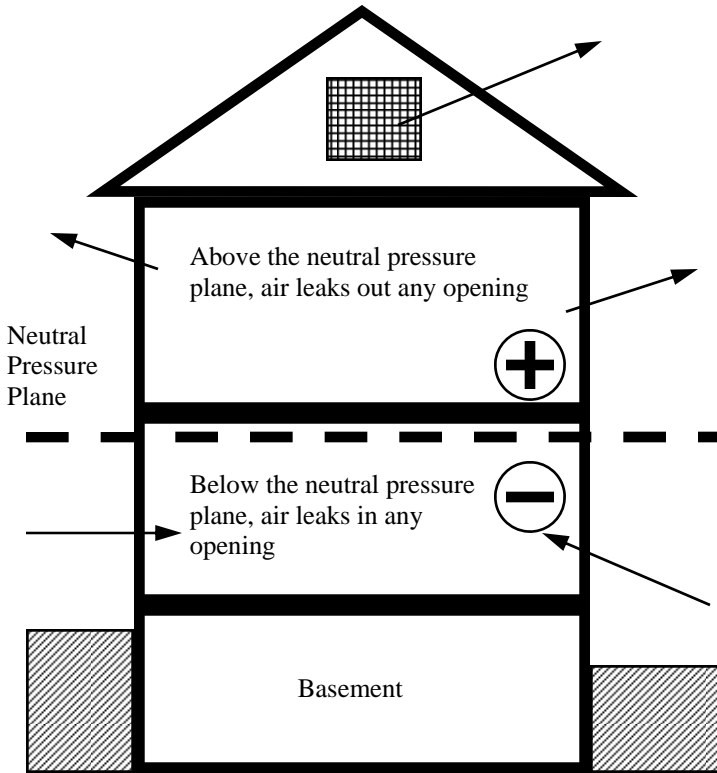 Above the neutral pressure
plane, air leaks out any opening
Neutral
Pressure
Plane
Below the neutral pressure
plane, air leaks in any
opening
Basement